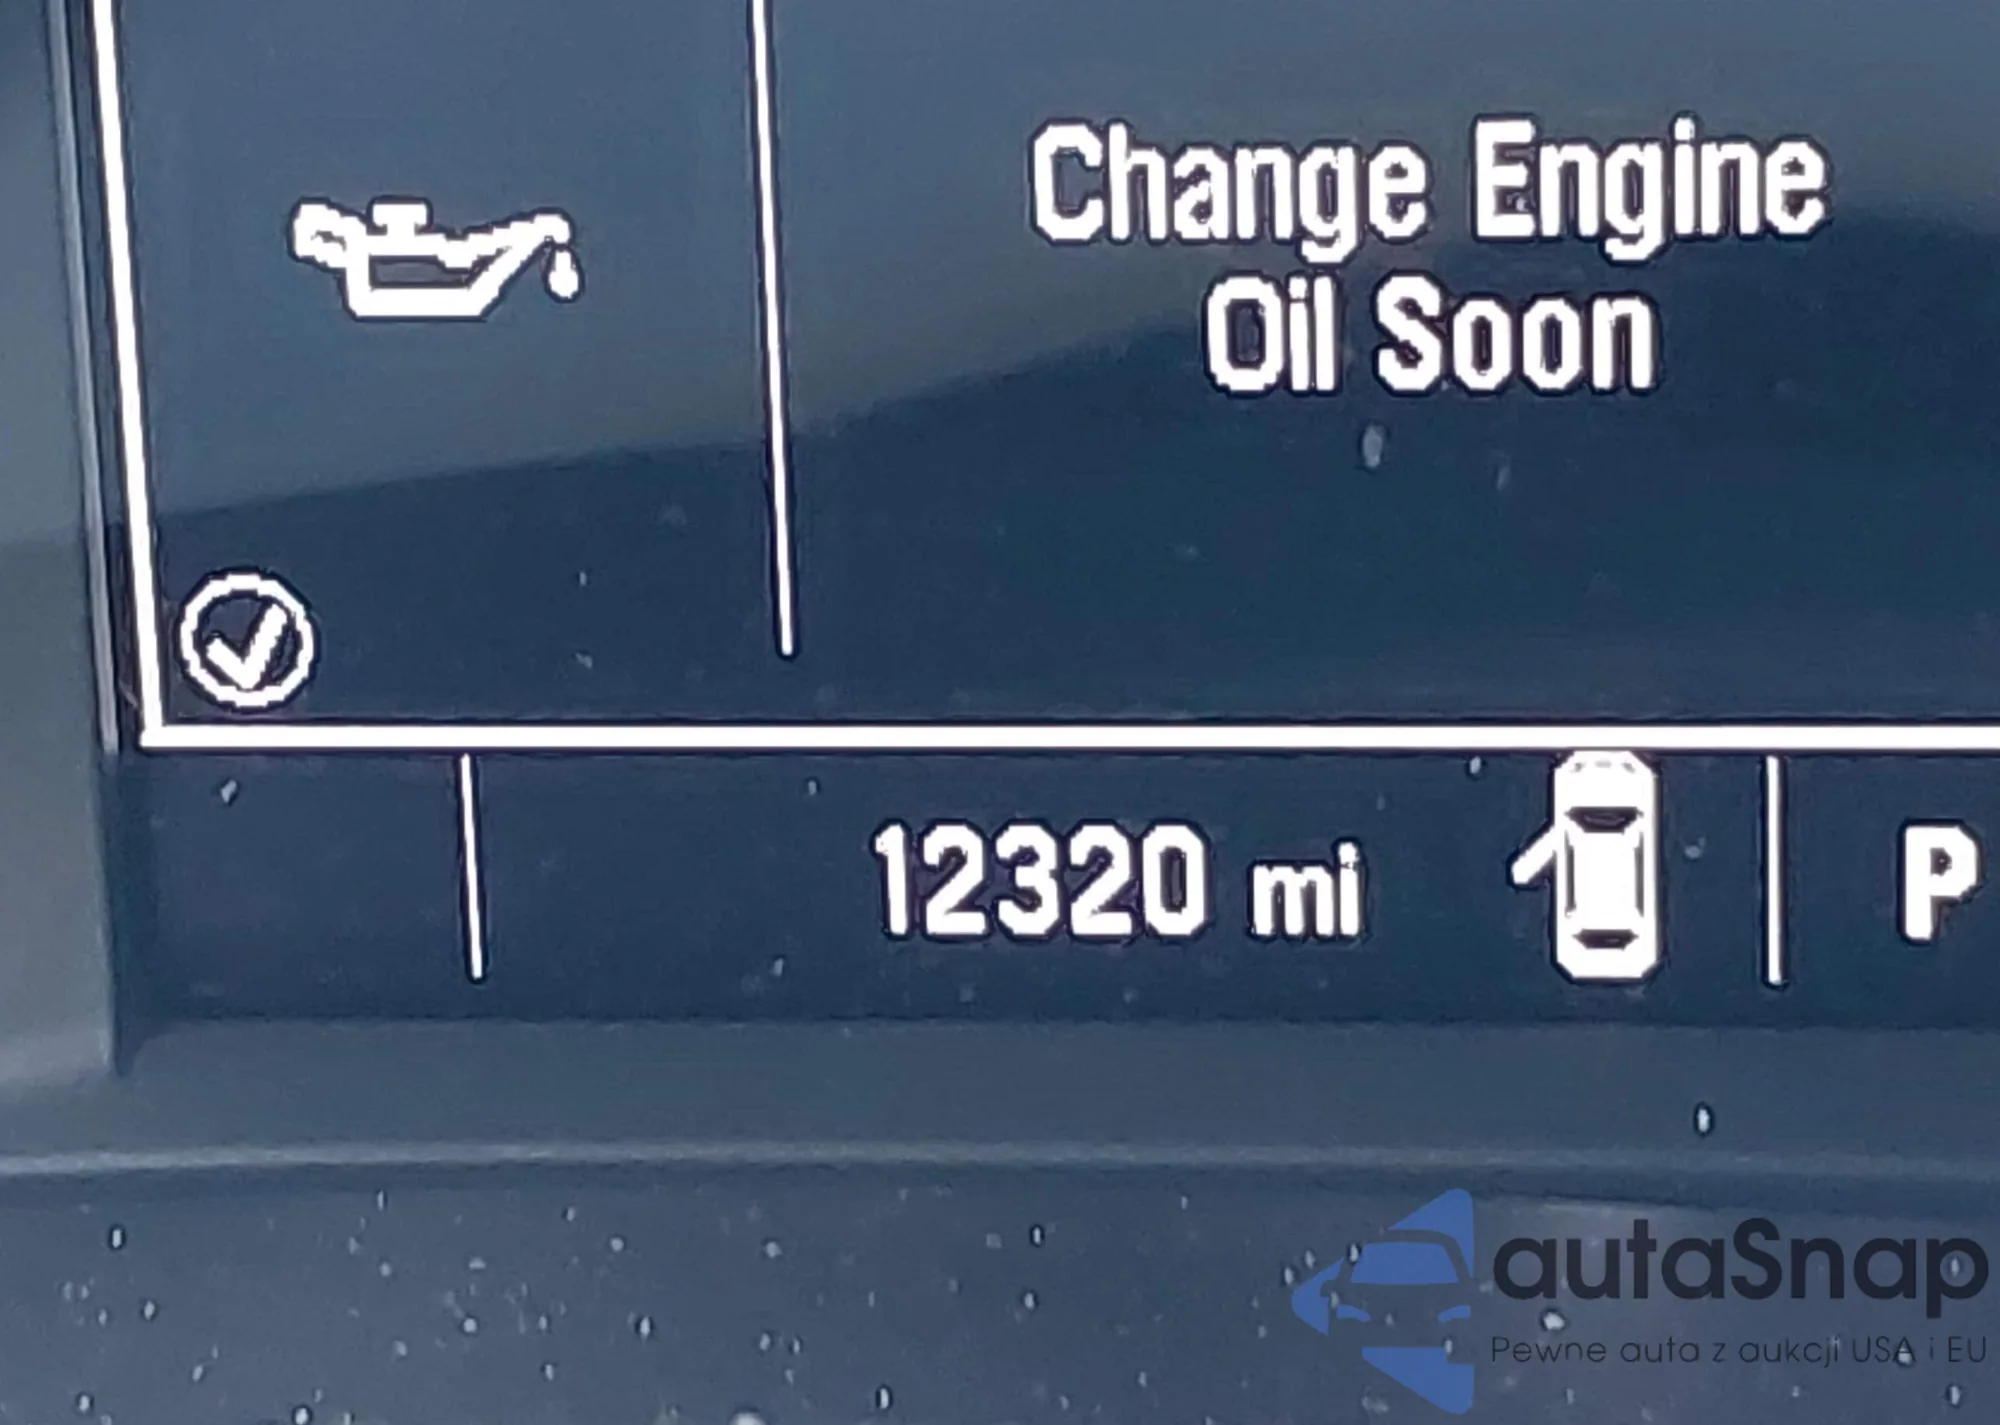 Change Engine
Oil Soon
12320 mi
P
autaSnap
Pewne auta z aukcji USA i EU